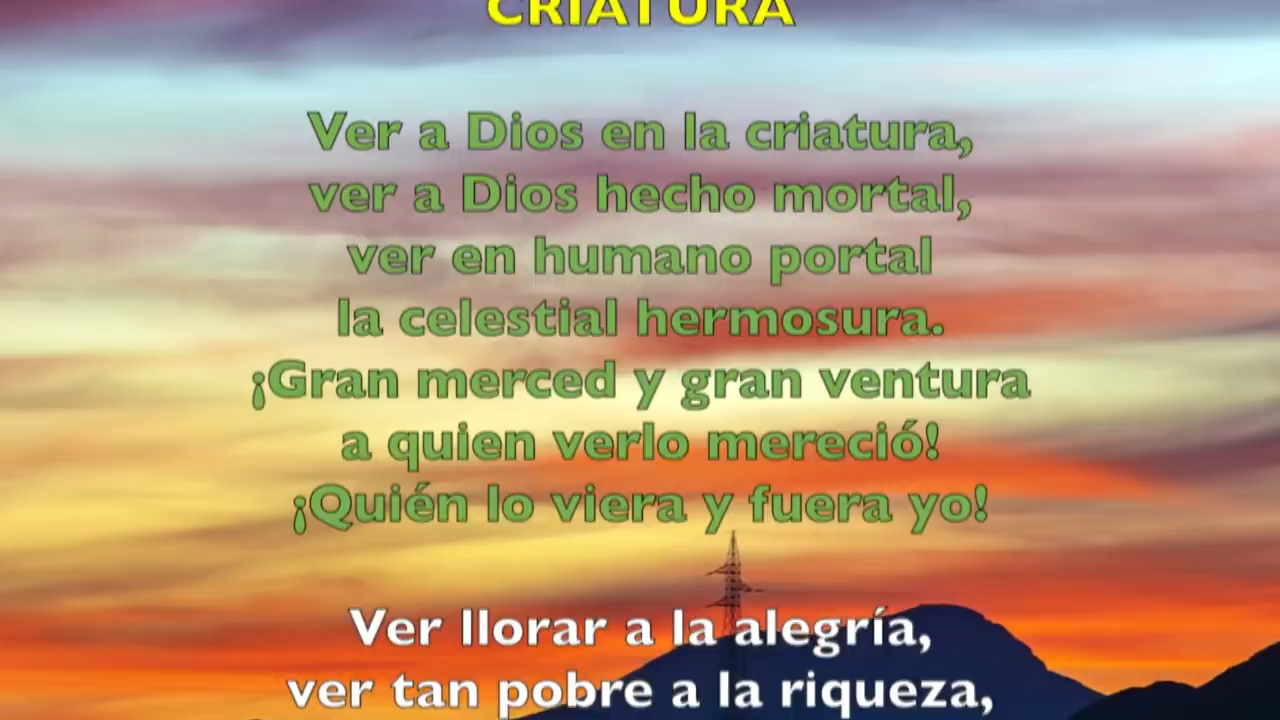 CRIATURA
Ver a Dios en la criatura,
ver a Dios hecho mortal,
ver en humano portal
la celestial hermosura.
¡Gran merced y gran ventura
a quien verlo mereció!
¡Quién lo viera y fuera yo!
Ver llorar a la alegría,
ver tan pobre a la riqueza,